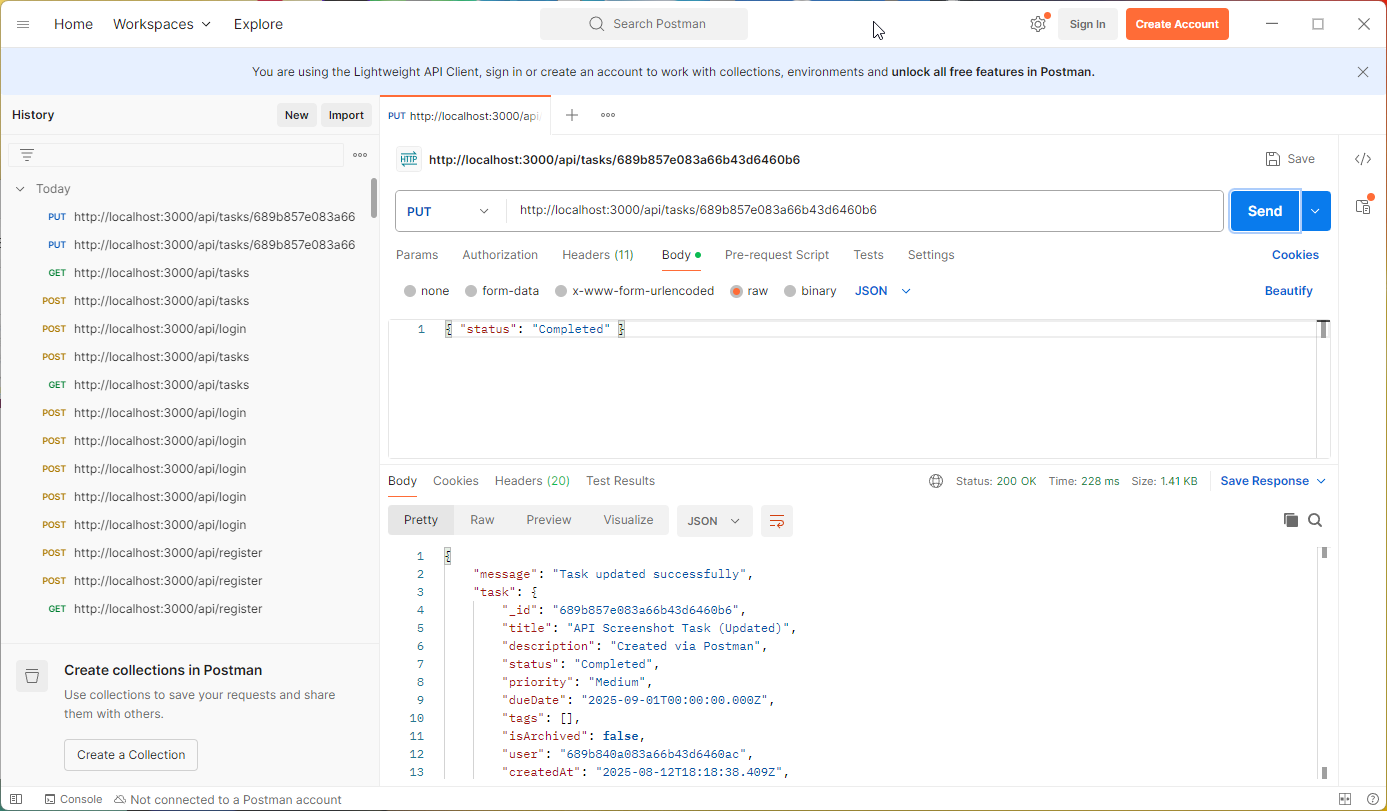 Home Workspaces Explore Search Postman Sign In Create Account
You are using the Lightweight API Client, sign in or create an account to work with collections, environments and unlock all free features in Postman.
History New Import
PUT http://localhost:3000/api
Today
PUT http://localhost:3000/api/tasks/689b857e083a66
PUT http://localhost:3000/api/tasks/689b857e083a66
GET http://localhost:3000/api/tasks
POST http://localhost:3000/api/tasks
POST http://localhost:3000/api/login
POST http://localhost:3000/api/tasks
GET http://localhost:3000/api/tasks
POST http://localhost:3000/api/login
POST http://localhost:3000/api/login
POST http://localhost:3000/api/login
POST http://localhost:3000/api/login
POST http://localhost:3000/api/login
POST http://localhost:3000/api/register
POST http://localhost:3000/api/register
GET http://localhost:3000/api/register
Create collections in Postman
Use collections to save your requests and share
them with others.
Create a Collection
HTTP http://localhost:3000/api/tasks/689b857e083a66b43d6460b6 Save
PUT http://localhost:3000/api/tasks/689b857e083a66b43d6460b6 Send
Params Authorization Headers (11) Body Pre-request Script Tests Settings Cookies
none form-data x-www-form-urlencoded raw binary JSON Beautify
1 { "status": "Completed" }
Body Cookies Headers (20) Test Results Status: 200 OK Time: 228 ms Size: 1.41 KB Save Response
Pretty Raw Preview Visualize JSON
1 {
2 "message": "Task updated successfully",
3 "task": {
4 "_id": "689b857e083a66b43d6460b6",
5 "title": "API Screenshot Task (Updated)",
6 "description": "Created via Postman",
7 "status": "Completed",
8 "priority": "Medium",
9 "dueDate": "2025-09-01T00:00:00.000Z",
10 "tags": [],
11 "isArchived": false,
12 "user": "689b840a083a66b43d6460ac",
13 "createdAt": "2025-08-12T18:18:38.409Z",
Console Not connected to a Postman account